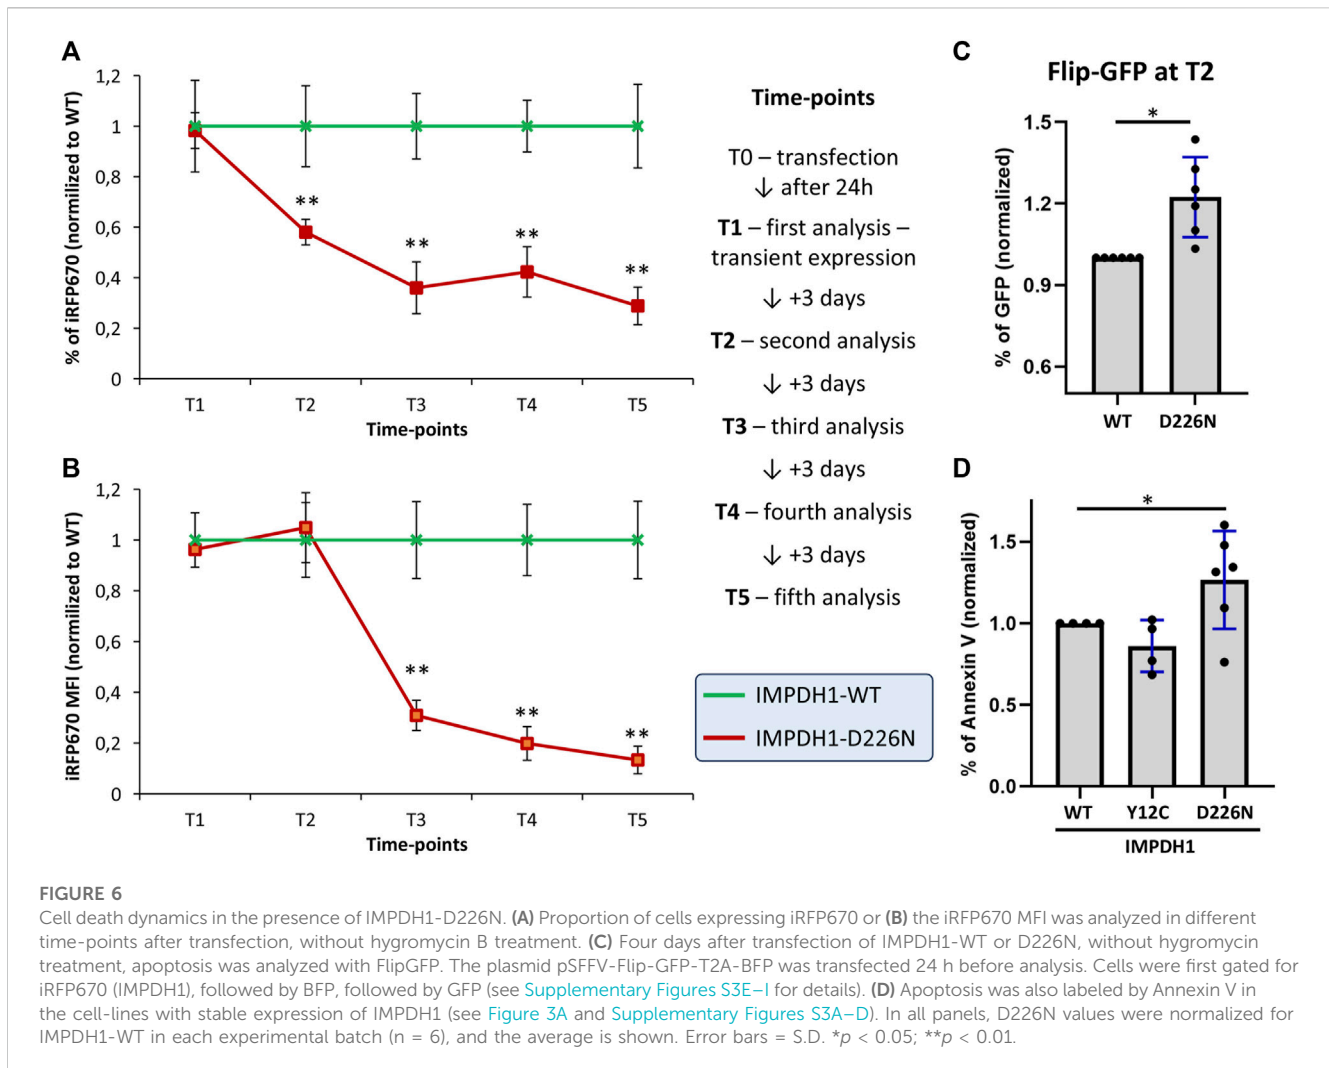 A
% of iRFP670 (normilized to WT)
1,2
1
0,8
0,6
0,4
0,2
0
**
**
**
**
T1
T2
T3
T4
T5
Time-points
B
iRFP670 MFI (normilized to WT)
1,2
1
0,8
0,6
0,4
0,2
0
**
**
**
T1
T2
T3
T4
T5
Time-points
Time-points
T0 – transfection
↓ after 24h
T1 – first analysis –
transient expression
↓ +3 days
T2 – second analysis
↓ +3 days
T3 – third analysis
↓ +3 days
T4 – fourth analysis
↓ +3 days
T5 – fifth analysis
IMPDH1-WT
IMPDH1-D226N
C
Flip-GFP at T2
% of GFP (normalized)
1.5
1.2
0.9
0.6
*
WT
D226N
D
% of Annexin V (normalized)
1.5
1.0
0.5
0.0
*
WT
Y12C
D226N
IMPDH1
FIGURE 6
Cell death dynamics in the presence of IMPDH1-D226N. (A) Proportion of cells expressing iRFP670 or (B) the iRFP670 MFI was analyzed in different
time-points after transfection, without hygromycin B treatment. (C) Four days after transfection of IMPDH1-WT or D226N, without hygromycin
treatment, apoptosis was analyzed with FlipGFP. The plasmid pSFFV-Flip-GFP-T2A-BFP was transfected 24 h before analysis. Cells were first gated for
iRFP670 (IMPDH1), followed by BFP, followed by GFP (see Supplementary Figures S3E–I for details). (D) Apoptosis was also labeled by Annexin V in
the cell-lines with stable expression of IMPDH1 (see Figure 3A and Supplementary Figures S3A–D). In all panels, D226N values were normalized for
IMPDH1-WT in each experimental batch (n = 6), and the average is shown. Error bars = S.D. *p < 0.05; **p < 0.01.